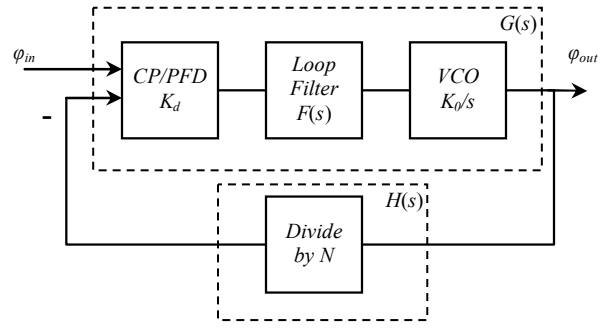 G(s)
φin
φout
CP/PFD
Kd
Loop
Filter
F(s)
VCO
K0/s
-
H(s)
Divide
by N